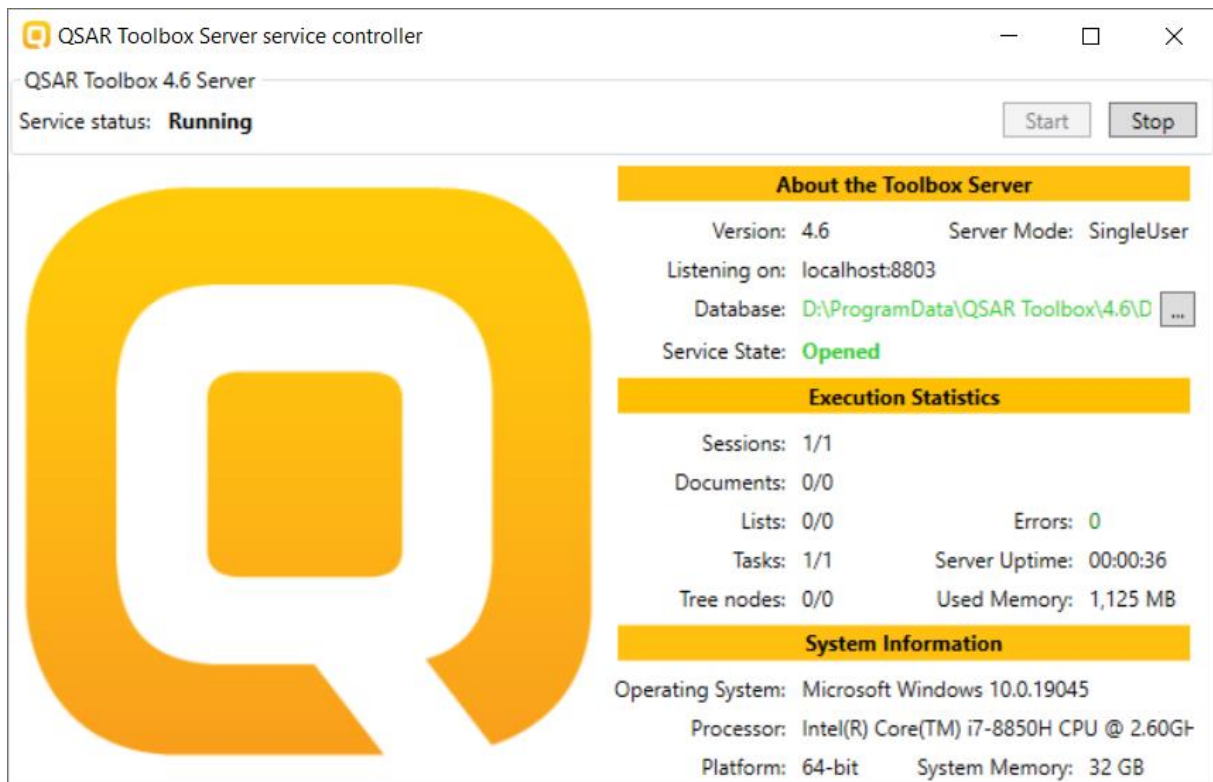 QSAR Toolbox Server service controller
QSAR Toolbox 4.6 Server
Service status: Running
Start Stop
About the Toolbox Server
Version: 4.6 Server Mode: SingleUser
Listening on: localhost:8803
Database: D:\ProgramData\QSAR Toolbox\4.6\D ...
Service State: Opened
Execution Statistics
Sessions: 1/1
Documents: 0/0
Lists: 0/0 Errors: 0
Tasks: 1/1 Server Uptime: 00:00:36
Tree nodes: 0/0 Used Memory: 1,125 MB
System Information
Operating System: Microsoft Windows 10.0.19045
Processor: Intel(R) Core(TM) i7-8850H CPU @ 2.60GH
Platform: 64-bit System Memory: 32 GB